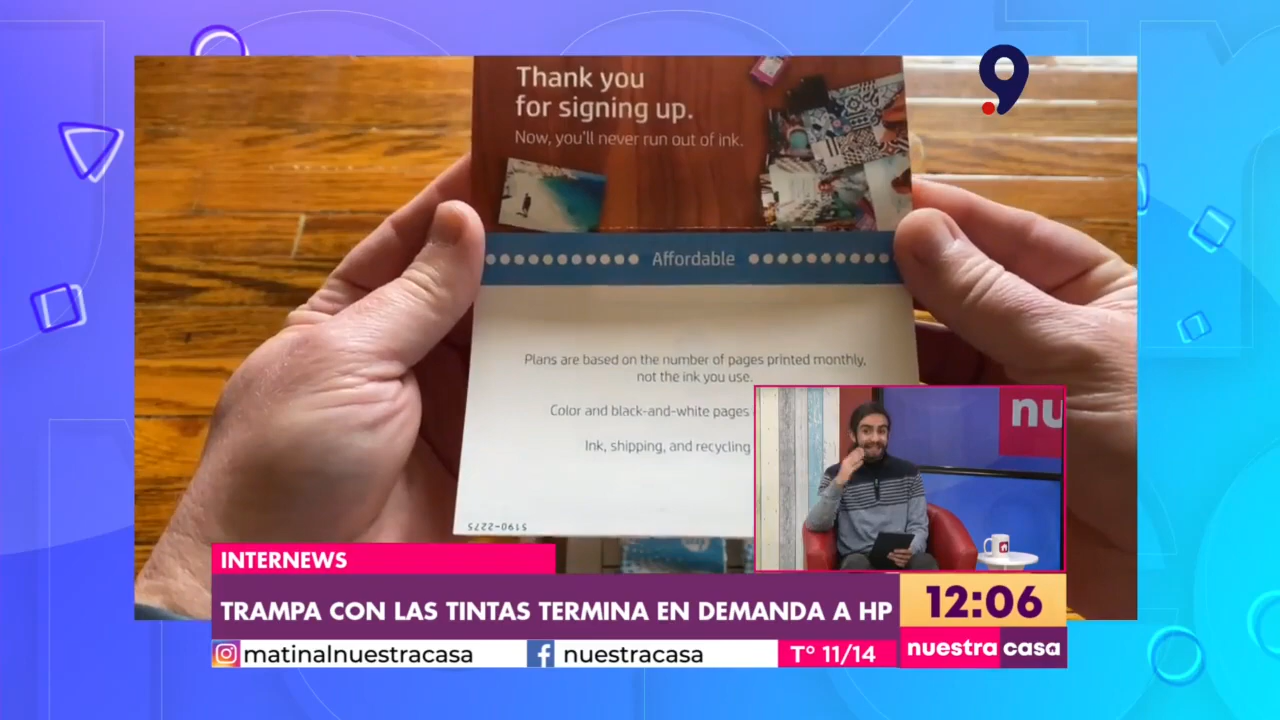 9
Thank you
for signing up.
Now, you'll never run out of ink.
Affordable
Plans are based on the number of pages printed monthly,
not the ink you use.
Color and black-and-white pages
Ink, shipping, and recycling
5190-2275
nu
INTERNEWS
TRAMPA CON LAS TINTAS TERMINA EN DEMANDA A HP
12:06
matinalnuestracasa
nuestracasa
T° 11/14
nuestra casa